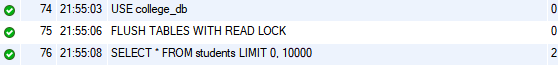 74 21:55:03 USE college_db 0
75 21:55:06 FLUSH TABLES WITH READ LOCK 0
76 21:55:08 SELECT * FROM students LIMIT 0, 10000 2